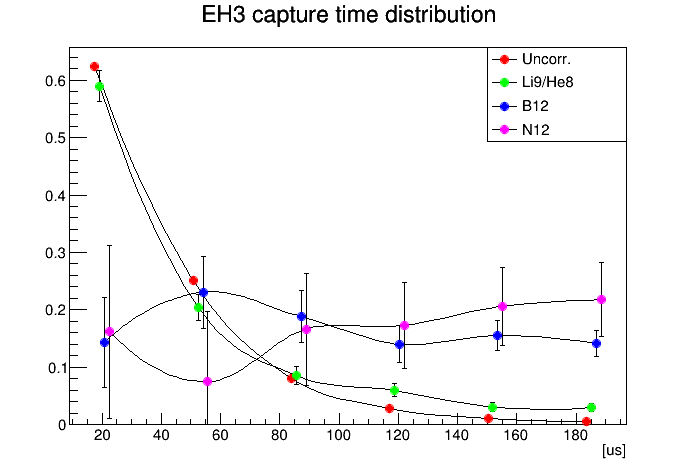 EH3 capture time distribution
Uncorr.
Li9/He8
B12
N12
0.6
0.5
0.4
0.3
0.2
0.1
0
20 40 60 80 100 120 140 160 180
[us]